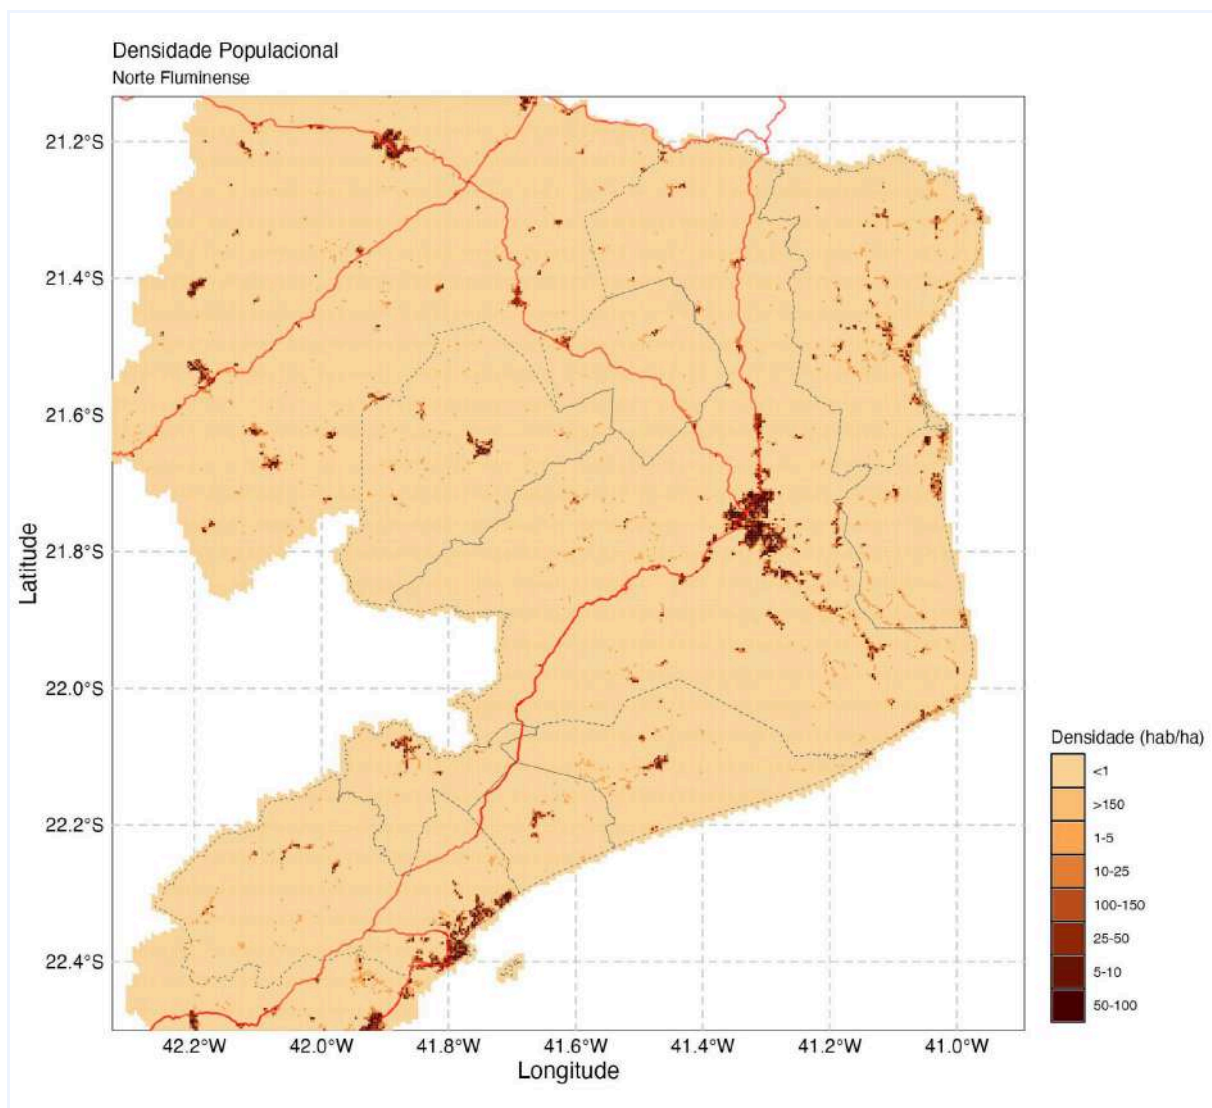 Densidade Populacional
Norte Fluminense
21.2°S
21.4°S
21.6°S
21.8°S
22.0°S
22.2°S
22.4°S
Latitude
42.2°W
42.0°W
41.8°W
41.6°W
41.4°W
41.2°W
41.0°W
Longitude
Densidade (hab/ha)
<1
>150
1-5
10-25
100-150
25-50
5-10
50-100